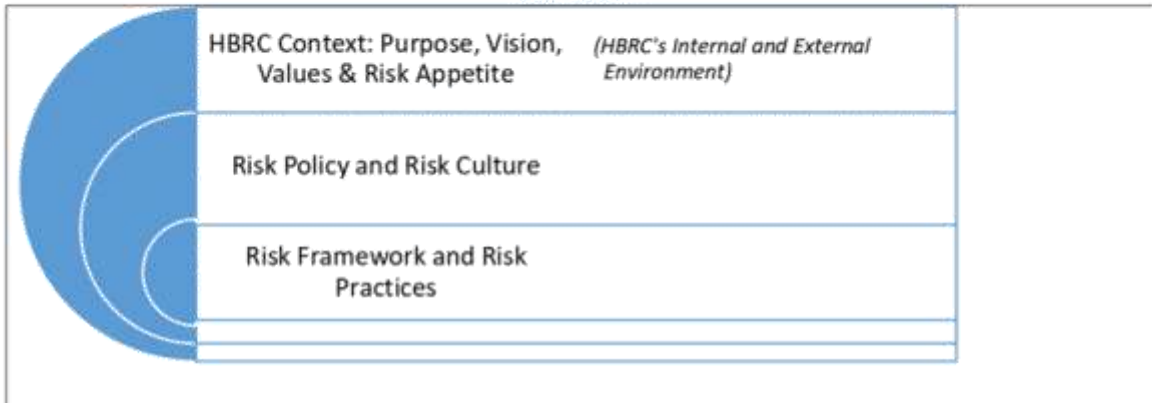 HBRC Context: Purpose, Vision,
Values & Risk Appetite
(HBRC's Internal and External
Environment)
Risk Policy and Risk Culture
Risk Framework and Risk
Practices